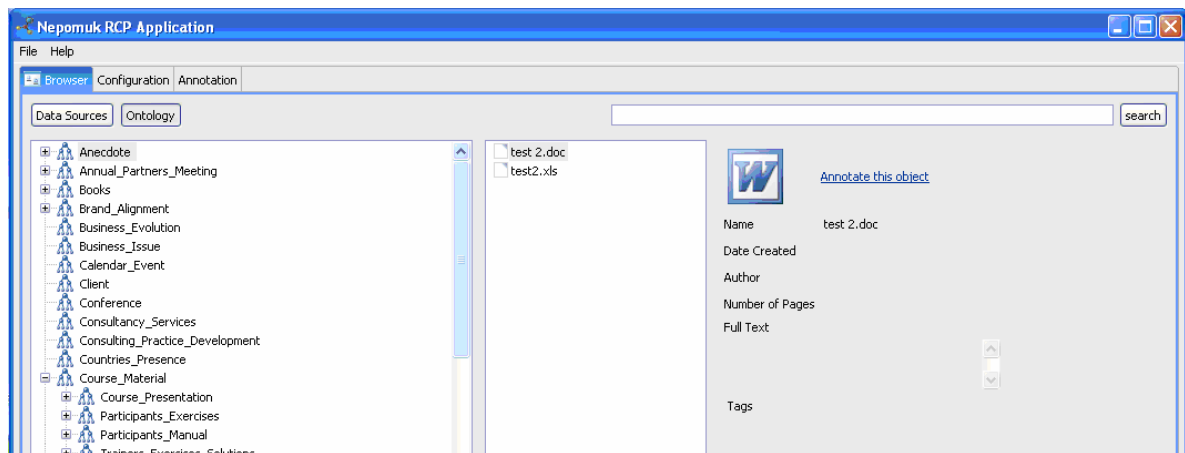 Nepomuk RCP Application
File Help
Browser Configuration Annotation
Data Sources Ontology search
Anecdote
Annual_Partners_Meeting
Books
Brand_Alignment
Business_Evolution
Business_Issue
Calendar_Event
Client
Conference
Consultancy_Services
Consulting_Practice_Development
Countries_Presence
Course_Material
Course_Presentation
Participants_Exercises
Participants_Manual
Trainers_Exercises_Solutions
test 2.doc
test2.xls
W
Annotate this object
Name test 2.doc
Date Created
Author
Number of Pages
Full Text
Tags